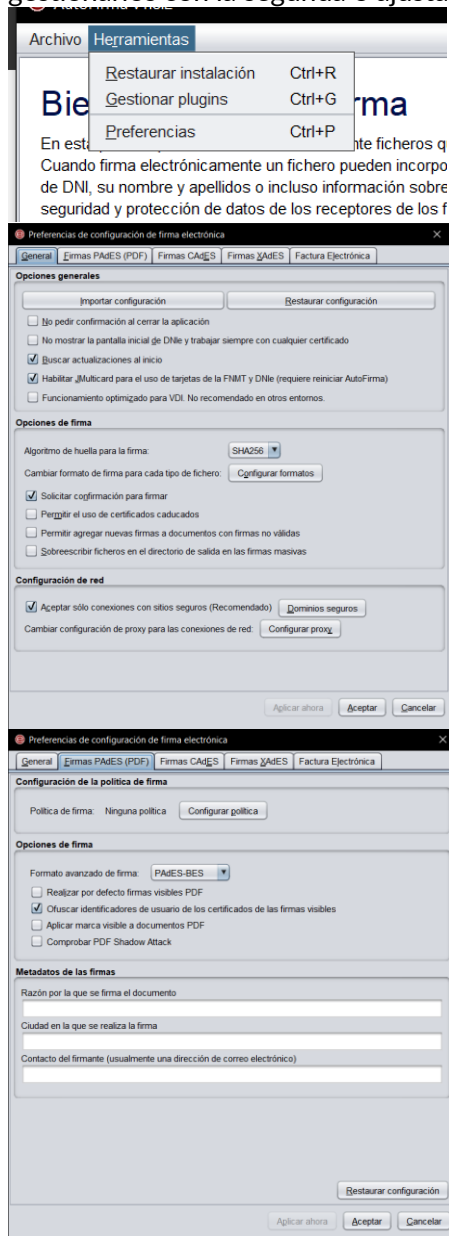 Archivo Herramientas
Restaurar instalación Ctrl+R
Gestionar plugins Ctrl+G
Preferencias Ctrl+P
Bie rma
En est te ficheros q
Cuando firma electrónicamente un fichero pueden incorpo
de DNI, su nombre y apellidos o incluso información sobre
seguridad y protección de datos de los receptores de los f
Preferencias de configuración de firma electrónica
General Firmas PAdES (PDF) Firmas CAdES Firmas XAdES Factura Electrónica
Opciones generales
Importar configuración Restaurar configuración
No pedir confirmación al cerrar la aplicación
No mostrar la pantalla inicial de DNIe y trabajar siempre con cualquier certificado
Buscar actualizaciones al inicio
Habilitar JMulticard para el uso de tarjetas de la FNMT y DNIe (requiere reiniciar AutoFirma)
Funcionamiento optimizado para VDI. No recomendado en otros entornos.
Opciones de firma
Algoritmo de huella para la firma: SHA256
Cambiar formato de firma para cada tipo de fichero: Configurar formatos
Solicitar confirmación para firmar
Permitir el uso de certificados caducados
Permitir agregar nuevas firmas a documentos con firmas no válidas
Sobreescribir ficheros en el directorio de salida en las firmas masivas
Configuración de red
Aceptar sólo conexiones con sitios seguros (Recomendado) Dominios seguros
Cambiar configuración de proxy para las conexiones de red: Configurar proxy
Aplicar ahora Aceptar Cancelar
Preferencias de configuración de firma electrónica
General Firmas PAdES (PDF) Firmas CAdES Firmas XAdES Factura Electrónica
Configuración de la politica de firma
Política de firma: Ninguna política Configurar política
Opciones de firma
Formato avanzado de firma: PAdES-BES
Realizar por defecto firmas visibles PDF
Ofuscar identificadores de usuario de los certificados de las firmas visibles
Aplicar marca visible a documentos PDF
Comprobar PDF Shadow Attack
Metadatos de las firmas
Razón por la que se firma el documento
Ciudad en la que se realiza la firma
Contacto del firmante (usualmente una dirección de correo electrónico)
Restaurar configuración
Aplicar ahora Aceptar Cancelar